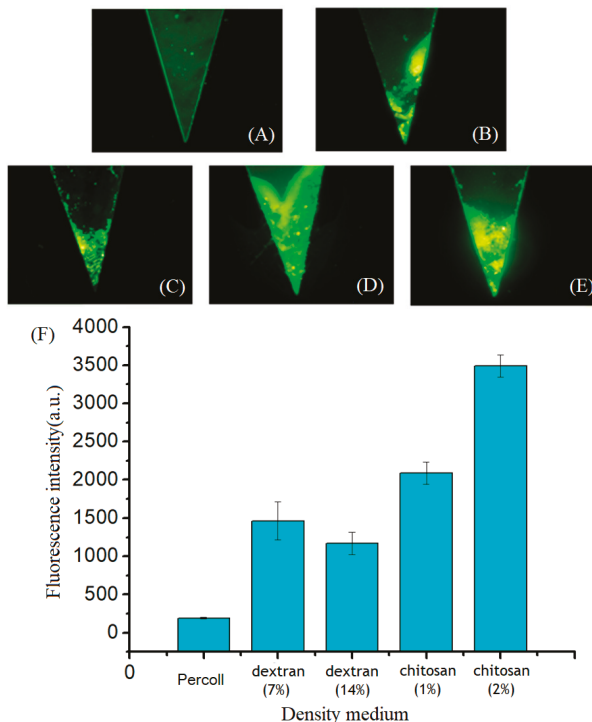 (A)
(B)
(C)
(D)
(E)
(F)
4000
3500
3000
2500
2000
1500
1000
500
0
Fluorescence intensity(a.u.)
0
Percoll
dextran
(7%)
dextran
(14%)
chitosan
(1%)
chitosan
(2%)
Density medium